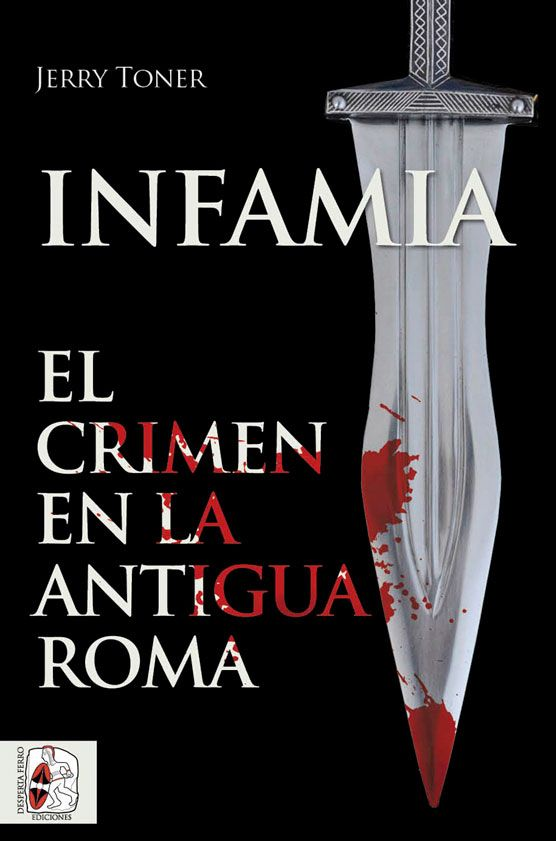 JERRY TONER
INFAMIA
EL
CRIMEN
EN LA
ANTIGUA
ROMA
DESPERTA FERRO
EDICIONES